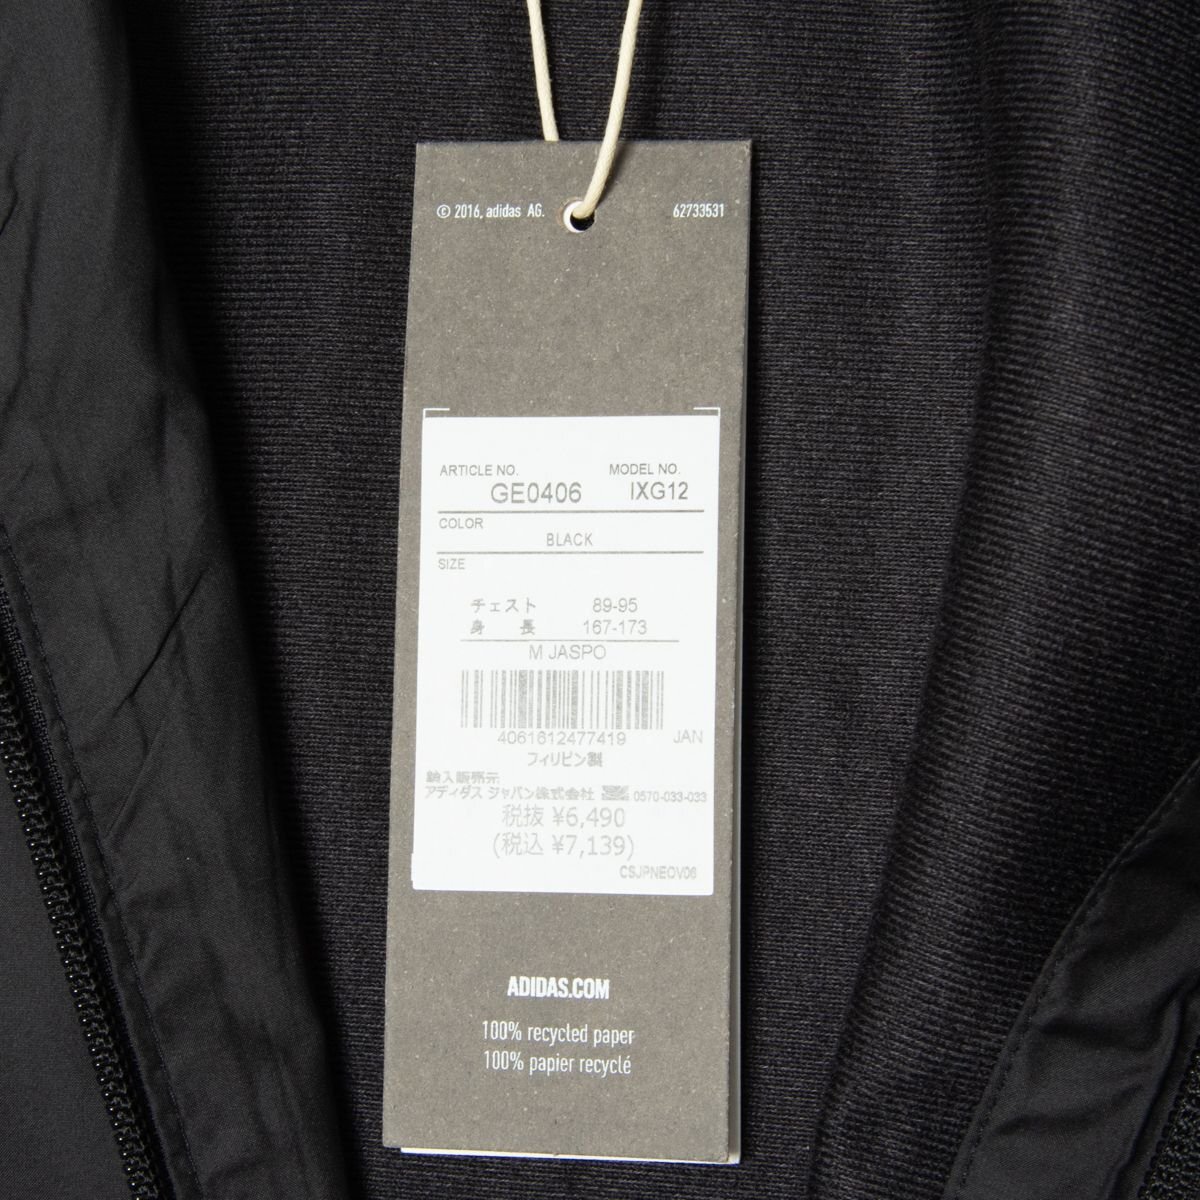 © 2016, adidas AG. 62733531
ARTICLE NO. MODEL NO.
GE0406 IXG12
COLOR
BLACK
SIZE
チェスト 89-95
身 長 167-173
M JASPO
4061612477419 JAN
フィリピン製
輸入販売元
アディダス ジャパン株式会社 0570-033-033
税抜 ¥6,490
(税込 ¥7,139)
CSJPNEOV06
ADIDAS.COM
100% recycled paper
100% papier recyclé